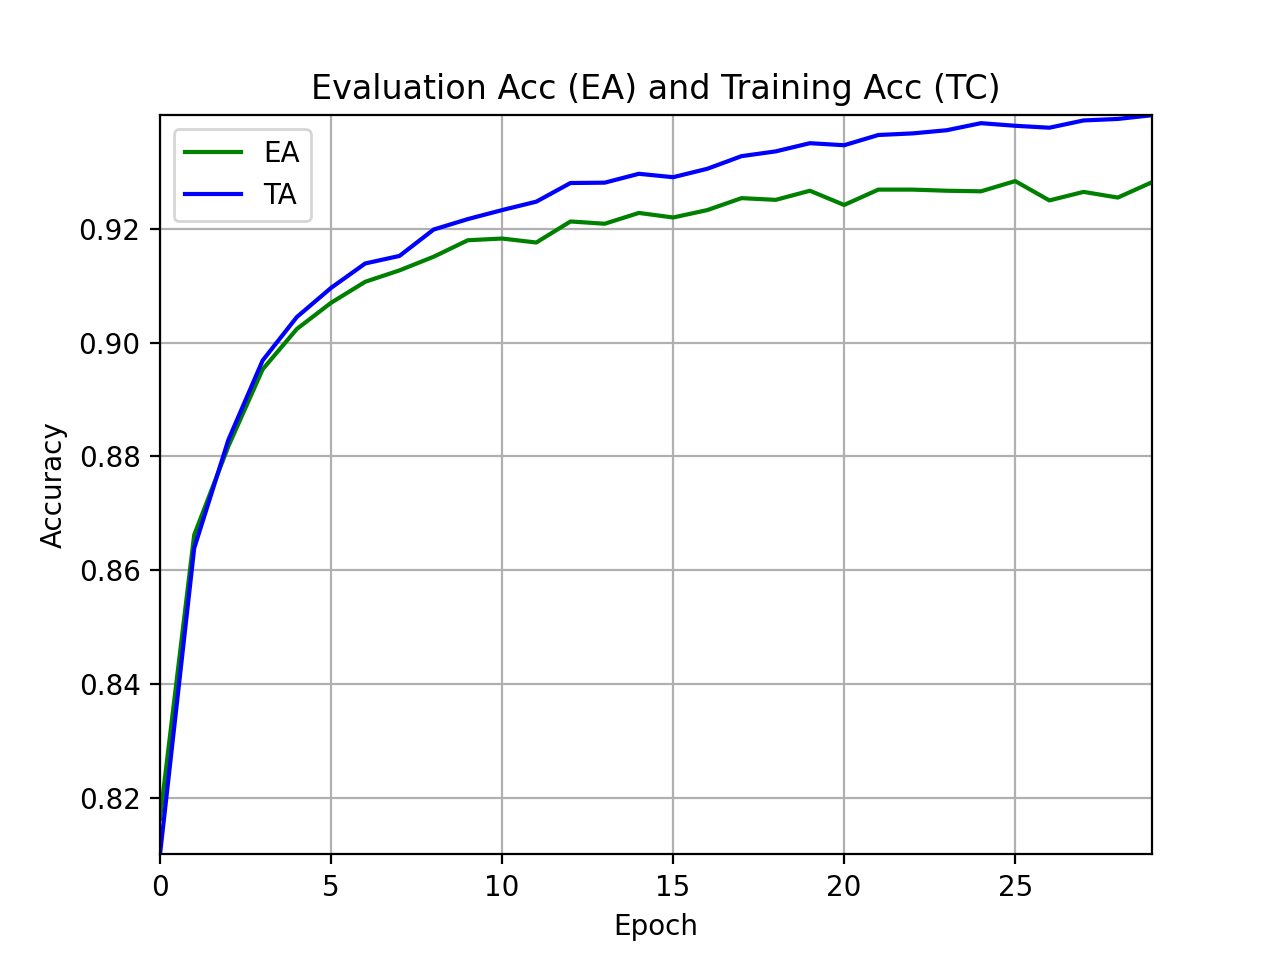 Evaluation Acc (EA) and Training Acc (TC)
EA
TA
0.92
0.90
0.88
0.86
0.84
0.82
Accuracy
0 5 10 15 20 25
Epoch